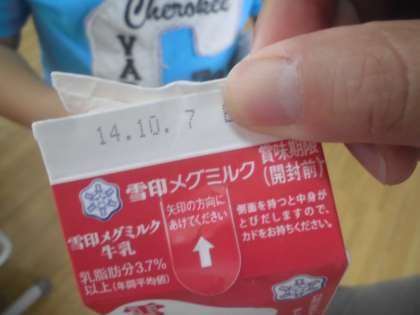 Cherokee
VA
14.10. 7
雪印メグミルク
賞味期限
(開封前)
矢印の方向に
あけてください
側面を持つと中身が
とびだしますので、
カドをお持ちください。
雪印メグミルク
牛乳
乳脂肪分3.7%
以上(年間平均値)